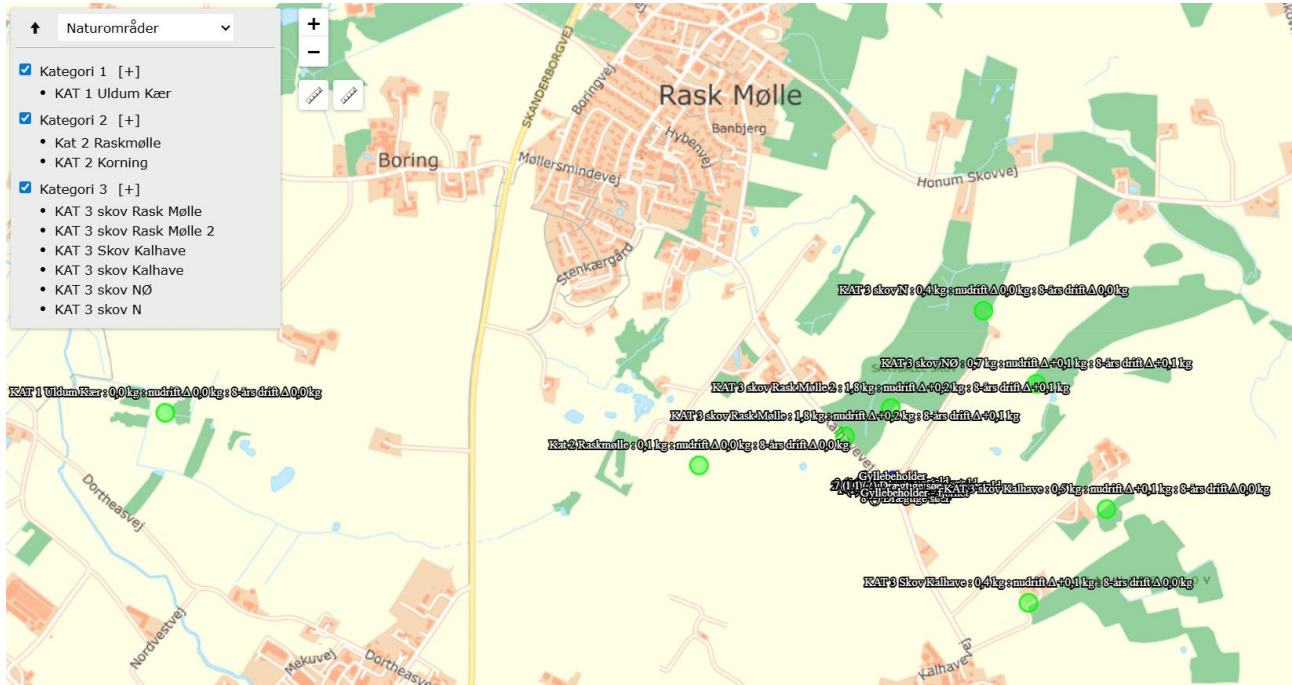 Naturområder
Kategori 1 [+]
KAT 1 Uldum Kær
Kategori 2 [+]
Kat 2 Raskmølle
KAT 2 Korning
Kategori 3 [+]
KAT 3 skov Rask Mølle
KAT 3 skov Rask Mølle 2
KAT 3 Skov Kalhave
KAT 3 skov Kalhave
KAT 3 skov NØ
KAT 3 skov N
+
−
SKANDERBORGVEJ
Boringvej
Rask Mølle
Banbjerg
Hybenvej
Boring
Møllersmindevej
Honum Skovvej
Stenkærgård
KAT 3 skov N : 0,4 kg : nudrift Δ 0,0 kg : 8-års drift Δ 0,0 kg
KAT 3 skov NØ : 0,7 kg : nudrift Δ +0,1 kg : 8-års drift Δ +0,1 kg
KAT 3 skov Rask Mølle 2 : 1,8 kg : nudrift Δ +0,2 kg : 8-års drift Δ +0,1 kg
KAT 1 Uldum Kær : 0,0 kg : nudrift Δ 0,0 kg : 8-års drift Δ 0,0 kg
KAT 3 skov Rask Mølle : 1,8 kg : nudrift Δ +0,2 kg : 8-års drift Δ +0,1 kg
Kat 2 Raskmølle : 0,1 kg : nudrift Δ 0,0 kg : 8-års drift Δ 0,0 kg
Gyllebeholder
KAT 3 skov Kalhave : 0,5 kg : nudrift Δ +0,1 kg : 8-års drift Δ 0,0 kg
Gyllebeholder
Dortheasvej
KAT 3 Skov Kalhave : 0,4 kg : nudrift Δ +0,1 kg : 8-års drift Δ 0,0 kg
Nordvestvej
Mekuvej
Dortheasvej
Kalhave